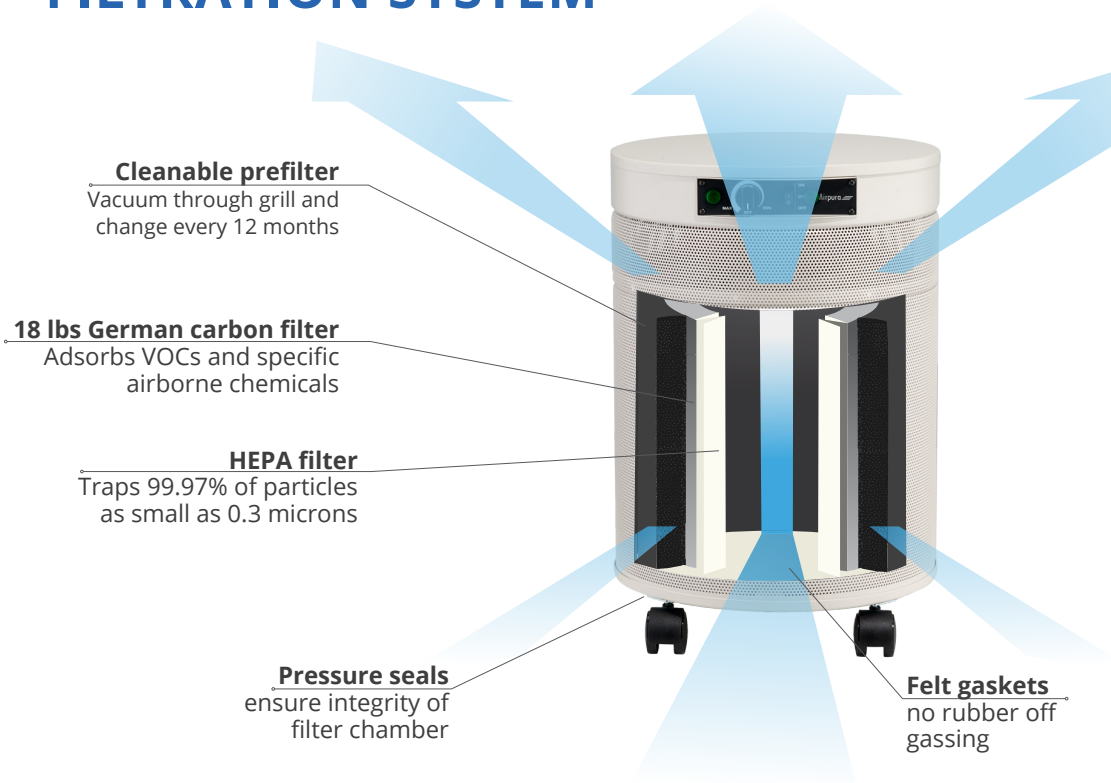 FILTRATION SYSTEM
Cleanable prefilter
Vacuum through grill and
change every 12 months
18 lbs German carbon filter
Adsorbs VOCs and specific
airborne chemicals
HEPA filter
Traps 99.97% of particles
as small as 0.3 microns
Pressure seals
ensure integrity of
filter chamber
Felt gaskets
no rubber off
gassing
MAX
OFF
Airpura